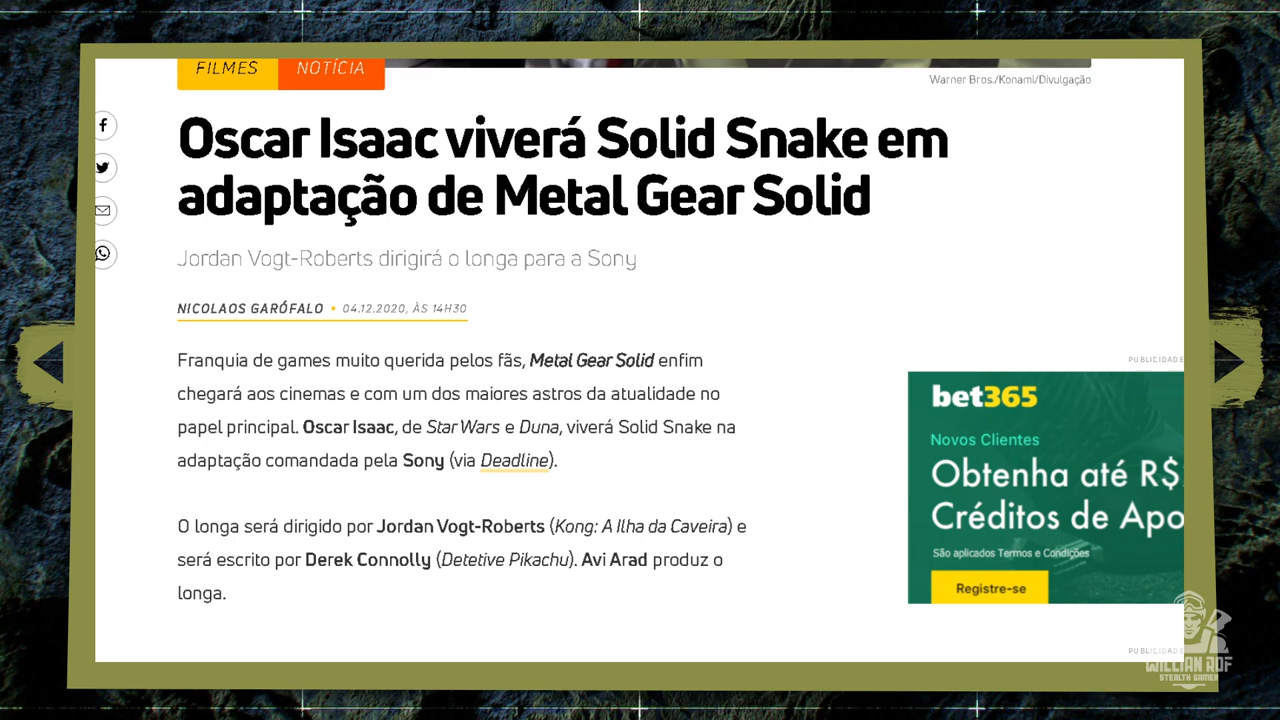 FILMES NOTÍCIA
Warner Bros./Konami/Divulgação
Oscar Isaac viverá Solid Snake em
adaptação de Metal Gear Solid
Jordan Vogt-Roberts dirigirá o longa para a Sony
NICOLAOS GARÓFALO • 04.12.2020, ÀS 14H30
Franquia de games muito querida pelos fãs, Metal Gear Solid enfim
chegará aos cinemas e com um dos maiores astros da atualidade no
papel principal. Oscar Isaac, de Star Wars e Duna, viverá Solid Snake na
adaptação comandada pela Sony (via Deadline).
O longa será dirigido por Jordan Vogt-Roberts (Kong: A Ilha da Caveira) e
será escrito por Derek Connolly (Detetive Pikachu). Avi Arad produz o
longa.
PUBLICIDADE
bet365
Novos Clientes
Obtenha até R$
Créditos de Apo
São aplicados Termos e Condições
Registre-se
PUBLICIDADE
WILLIAN ROF
STEALTH GAMER